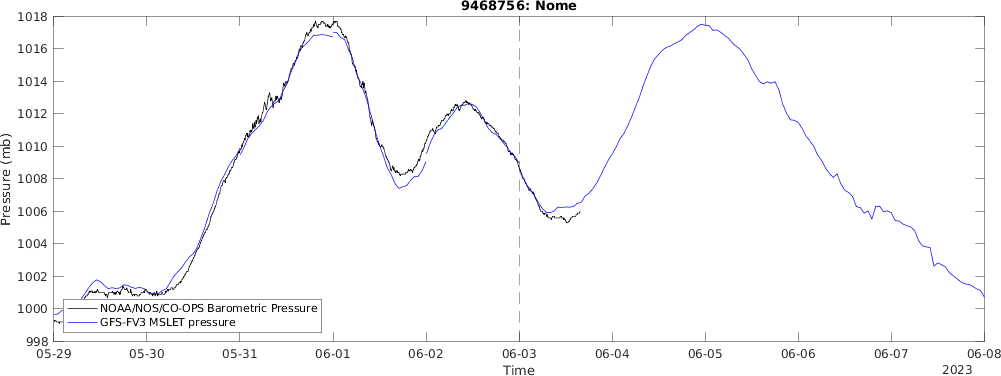 9468756: Nome
1018
1016
1014
1012
1010
1008
1006
1004
1002
1000
998
Pressure (mb)
NOAA/NOS/CO-OPS Barometric Pressure
GFS-FV3 MSLET pressure
05-29 05-30 05-31 06-01 06-02 06-03 06-04 06-05 06-06 06-07 06-08
Time
2023